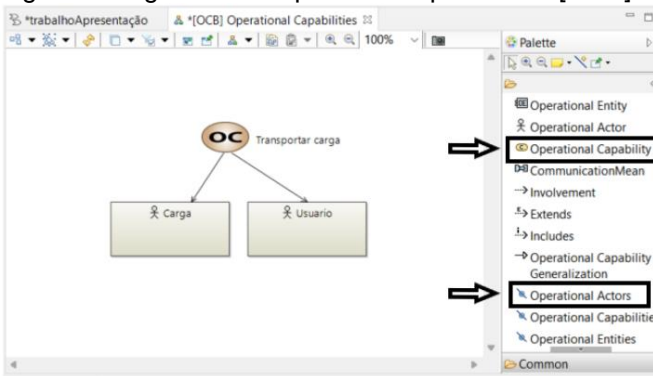 *trabalhoApresentação
*[OCB] Operational Capabilities
100%
Palette
Operational Entity
Operational Actor
Operational Capability
CommunicationMean
Involvement
Extends
Includes
Operational Capability
Generalization
Operational Actors
Operational
Operational Entities
Common
OC
Transportar carga
Carga
Usuario